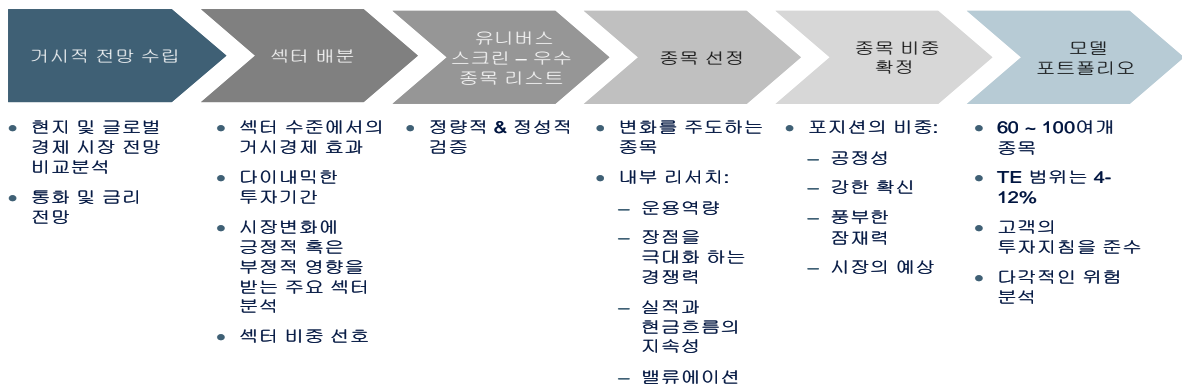 거시적 전망 수립
섹터 배분
유니버스
스크린 – 우수
종목 리스트
종목 선정
종목 비중
확정
모델
포트폴리오
• 현지 및 글로벌
경제 시장 전망
비교분석
• 통화 및 금리
전망
• 섹터 수준에서의
거시경제 효과
• 다이내믹한
투자기간
• 시장변화에
긍정적 혹은
부정적 영향을
받는 주요 섹터
분석
• 섹터 비중 선호
• 정량적 & 정성적
검증
• 변화를 주도하는
종목
• 내부 리서치:
– 운용역량
– 장점을
극대화 하는
경쟁력
– 실적과
현금흐름의
지속성
– 밸류에이션
• 포지션의 비중:
– 공정성
– 강한 확신
– 풍부한
잠재력
– 시장의 예상
• 60 ~ 100여개
종목
• TE 범위는 4-
12%
• 고객의
투자지침을 준수
• 다각적인 위험
분석